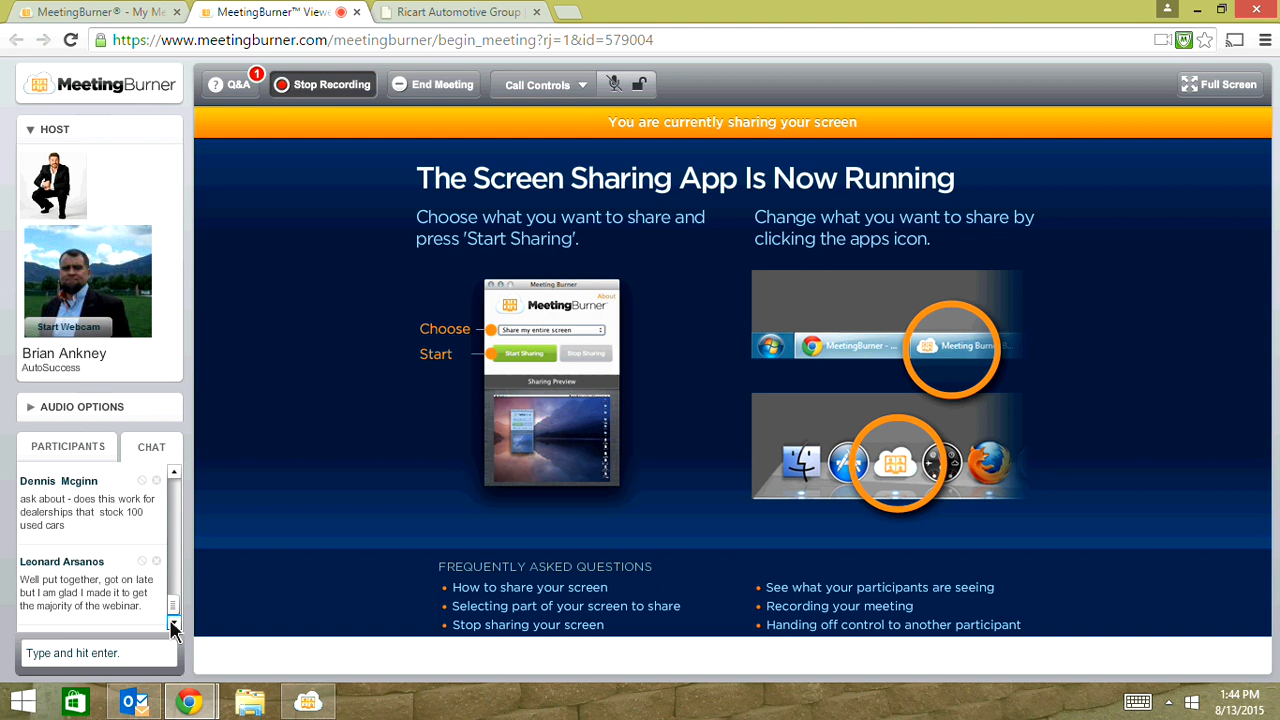 MeetingBurner® - My Me
MeetingBurner™ View
Ricart Automotive Group
https://www.meetingburner.com/meetingburner/begin_meeting?rj=1&id=579004
MeetingBurner
Q&A
1
Stop Recording
End Meeting
Call Controls
Full Screen
You are currently sharing your screen
HOST
Start Webcam
Brian Ankney
AutoSuccess
AUDIO OPTIONS
PARTICIPANTS
CHAT
Dennis Mcginn
ask about - does this work for
dealerships that stock 100
used cars
Leonard Arsanos
Well put together, got on late
but I am glad I made it to get
the majority of the webinar.
Type and hit enter.
The Screen Sharing App Is Now Running
Choose what you want to share and
press 'Start Sharing'.
Change what you want to share by
clicking the apps icon.
Choose
Start
Meeting Burner
About
MeetingBurner
Share my entire screen
Start Sharing
Stop Sharing
Sharing Preview
MeetingBurner - ...
Meeting Burn
FREQUENTLY ASKED QUESTIONS
• How to share your screen
• Selecting part of your screen to share
• Stop sharing your screen
• See what your participants are seeing
• Recording your meeting
• Handing off control to another participant
1:44 PM
8/13/2015